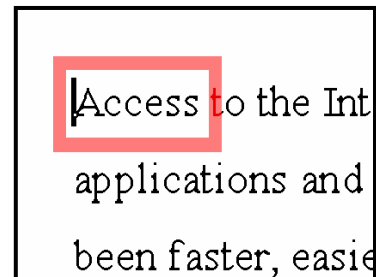 Access to the Int
applications and
been faster, easie